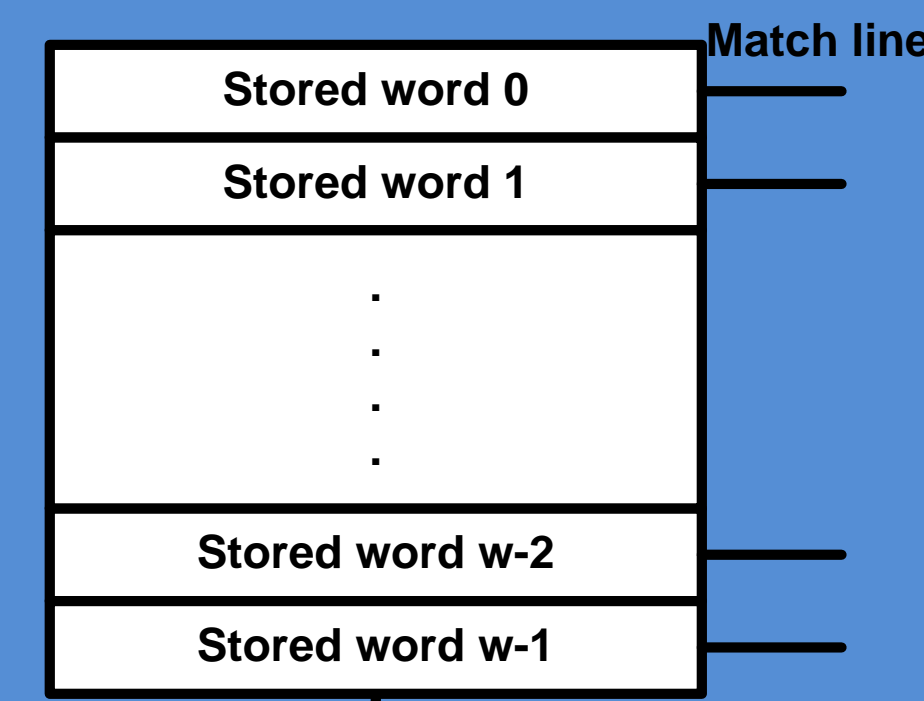 Match line
Stored word 0
Stored word 1
.
.
.
.
Stored word w-2
Stored word w-1